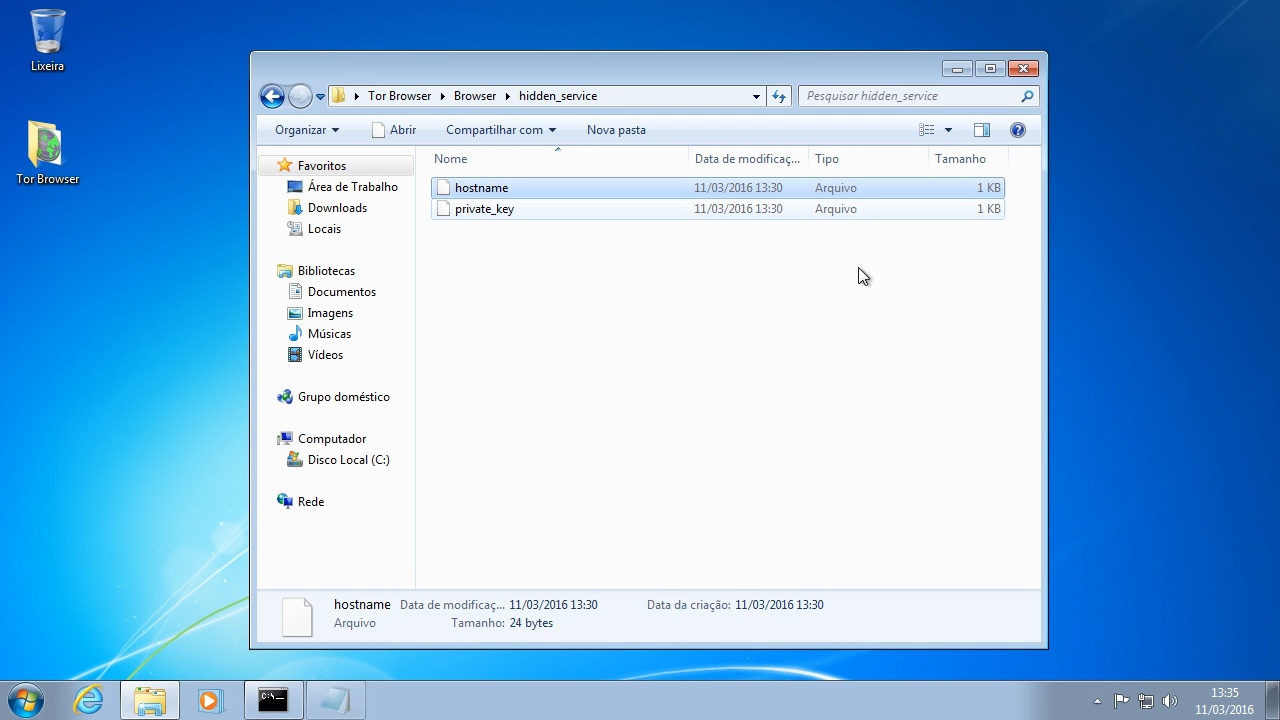 Lixeira
Tor Browser
Tor Browser Browser hidden_service
Pesquisar hidden_service
Organizar Abrir Compartilhar com Nova pasta
Nome Data de modificaç... Tipo Tamanho
hostname 11/03/2016 13:30 Arquivo 1 KB
private_key 11/03/2016 13:30 Arquivo 1 KB
Favoritos
Área de Trabalho
Downloads
Locais
Bibliotecas
Documentos
Imagens
Músicas
Vídeos
Grupo doméstico
Computador
Disco Local (C:)
Rede
hostname Data de modificaç... 11/03/2016 13:30 Data da criação: 11/03/2016 13:30
Arquivo Tamanho: 24 bytes
C:\.
13:35
11/03/2016